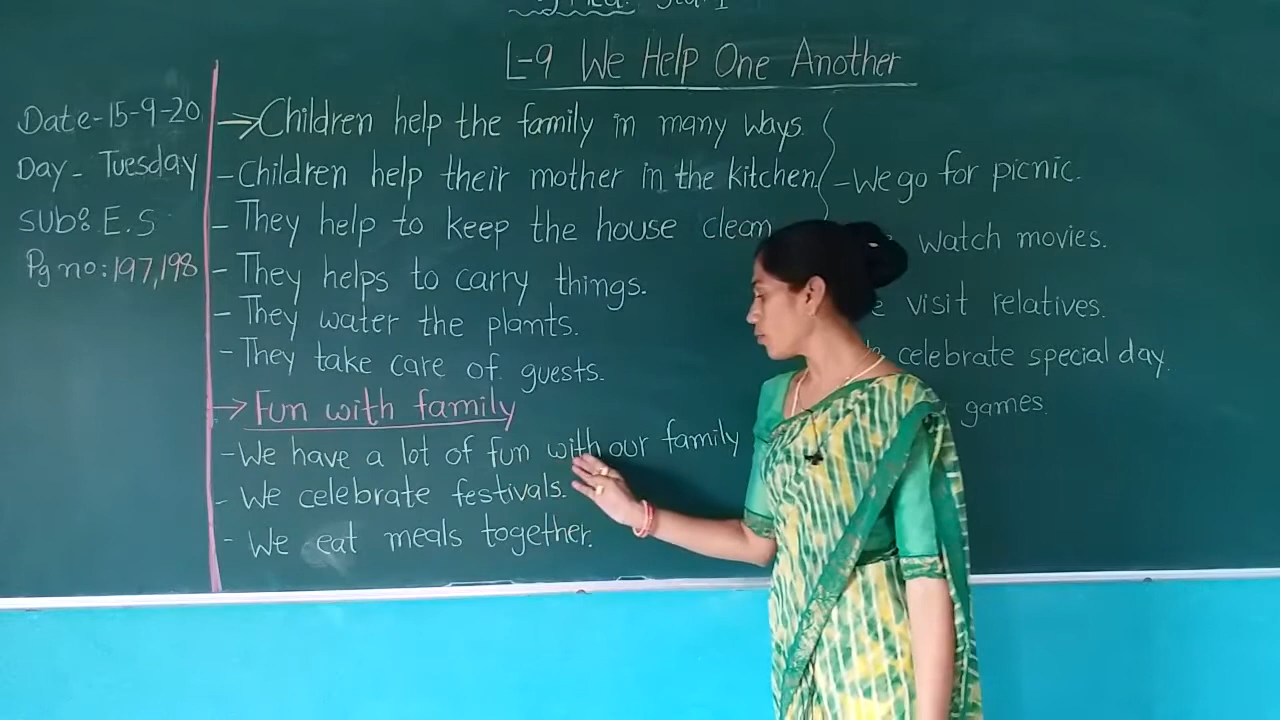 L-9 We Help One Another
Date-15-9-20
Day- Tuesday
Sub: E.S
Pg no: 197,198
→ Children help the family in many ways.
- Children help their mother in the kitchen
- They help to keep the house clean
- They helps to carry things.
- They water the plants.
- They take care of guests.
→ Fun with family
- We have a lot of fun with our family
- We celebrate festivals.
- We eat meals together.
- We go for picnic.
watch movies.
visit relatives.
celebrate special day.
games.